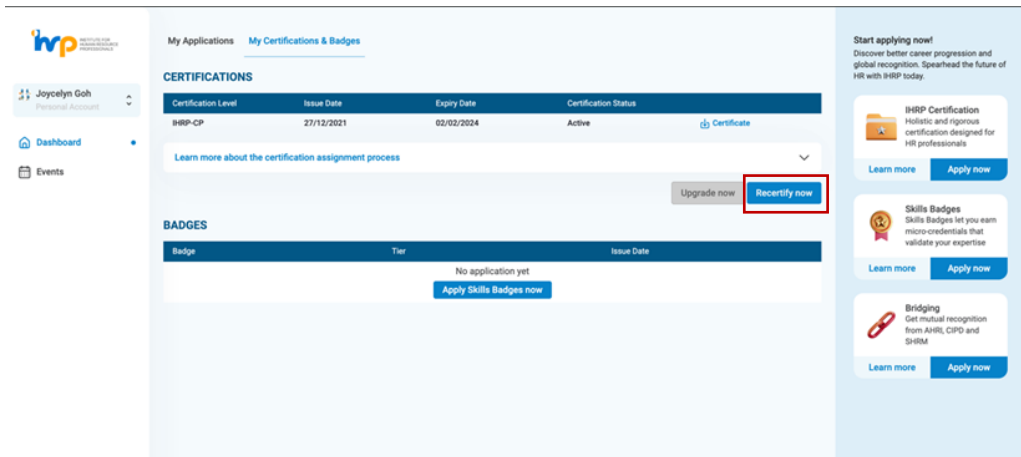 ihrp INSTITUTE FOR
HUMAN RESOURCE
PROFESSIONALS
Joycelyn Goh
Personal Account
Dashboard
Events
My Applications My Certifications & Badges
CERTIFICATIONS
Certification Level Issue Date Expiry Date Certification Status
IHRP-CP 27/12/2021 02/02/2024 Active Certificate
Learn more about the certification assignment process
Upgrade now Recertify now
BADGES
Badge Tier Issue Date
No application yet
Apply Skills Badges now
Start applying now!
Discover better career progression and
global recognition. Spearhead the future of
HR with IHRP today.
IHRP Certification
Holistic and rigorous
certification designed for
HR professionals
Learn more Apply now
Skills Badges
Skills Badges let you earn
micro-credentials that
validate your expertise
Learn more Apply now
Bridging
Get mutual recognition
from AHRI, CIPD and
SHRM
Learn more Apply now